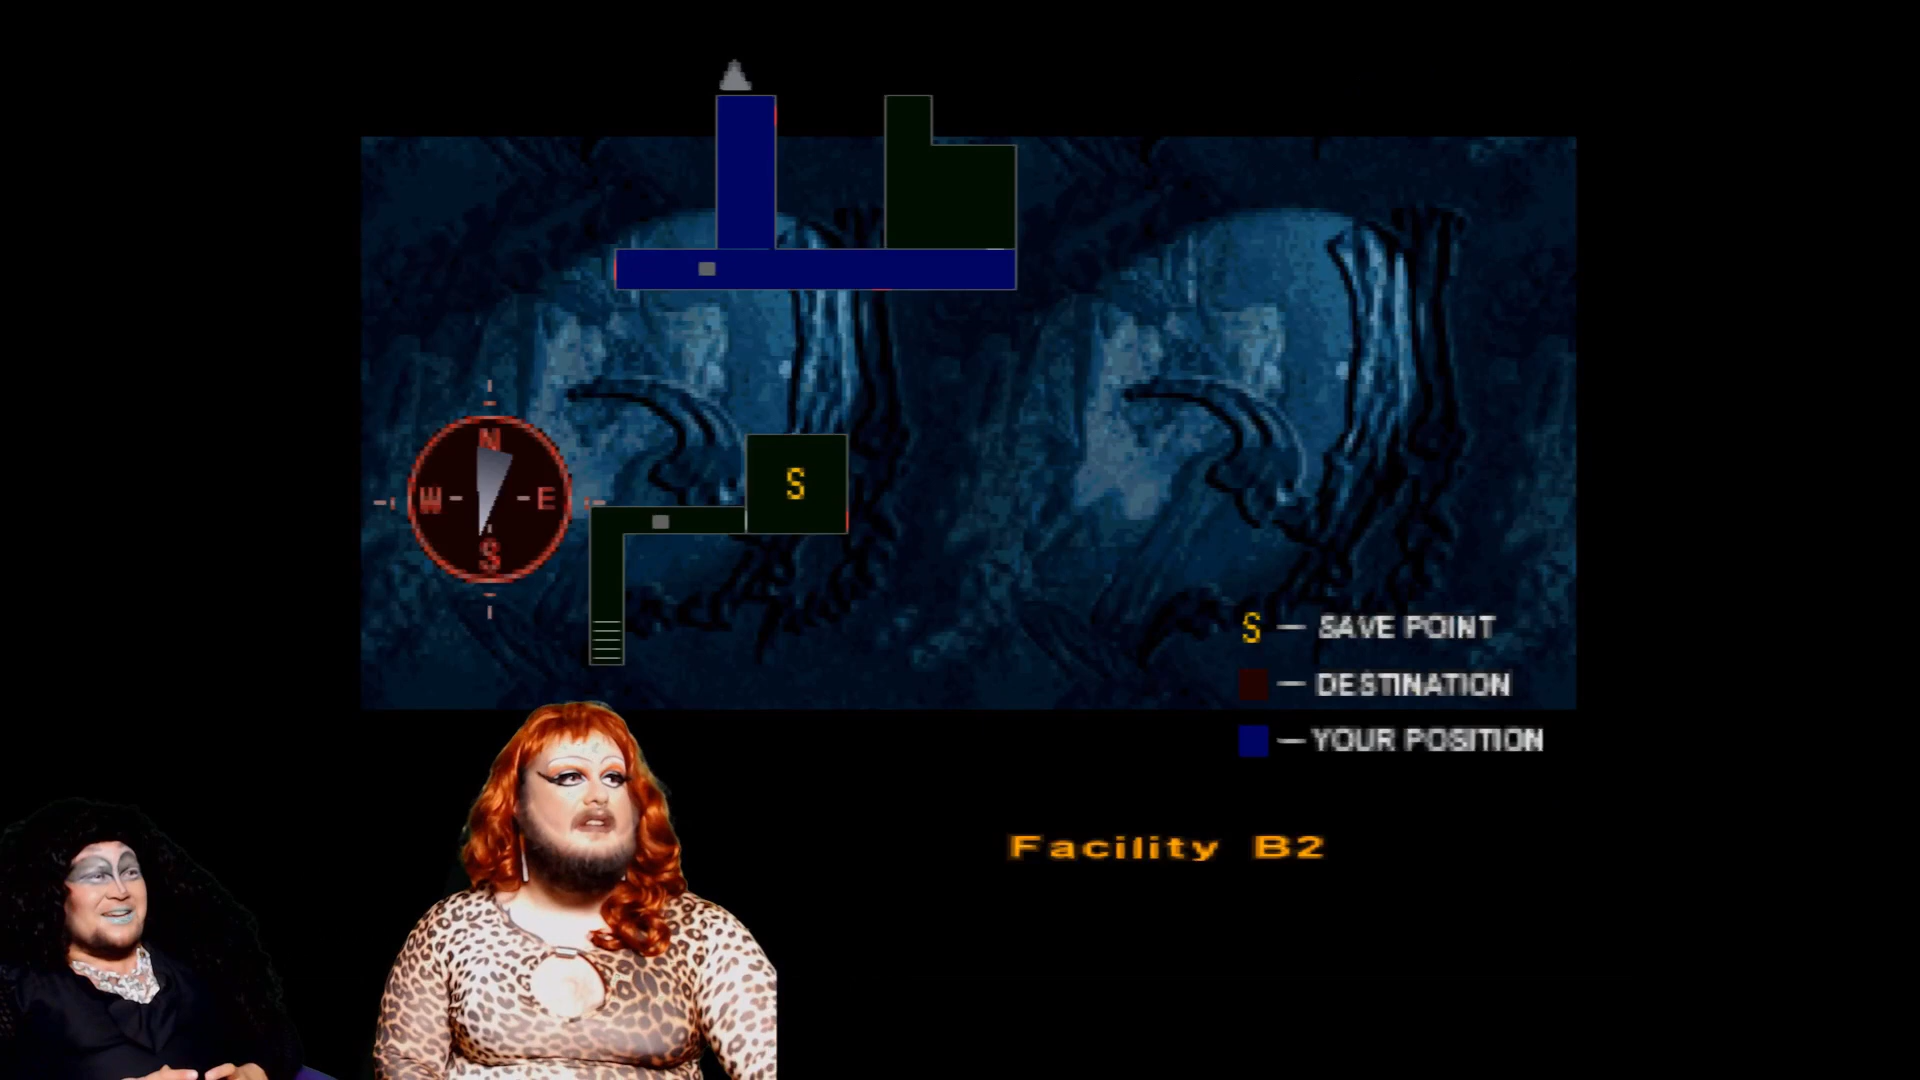 S
N
W
E
S
S — SAVE POINT
— DESTINATION
— YOUR POSITION
Facility B2